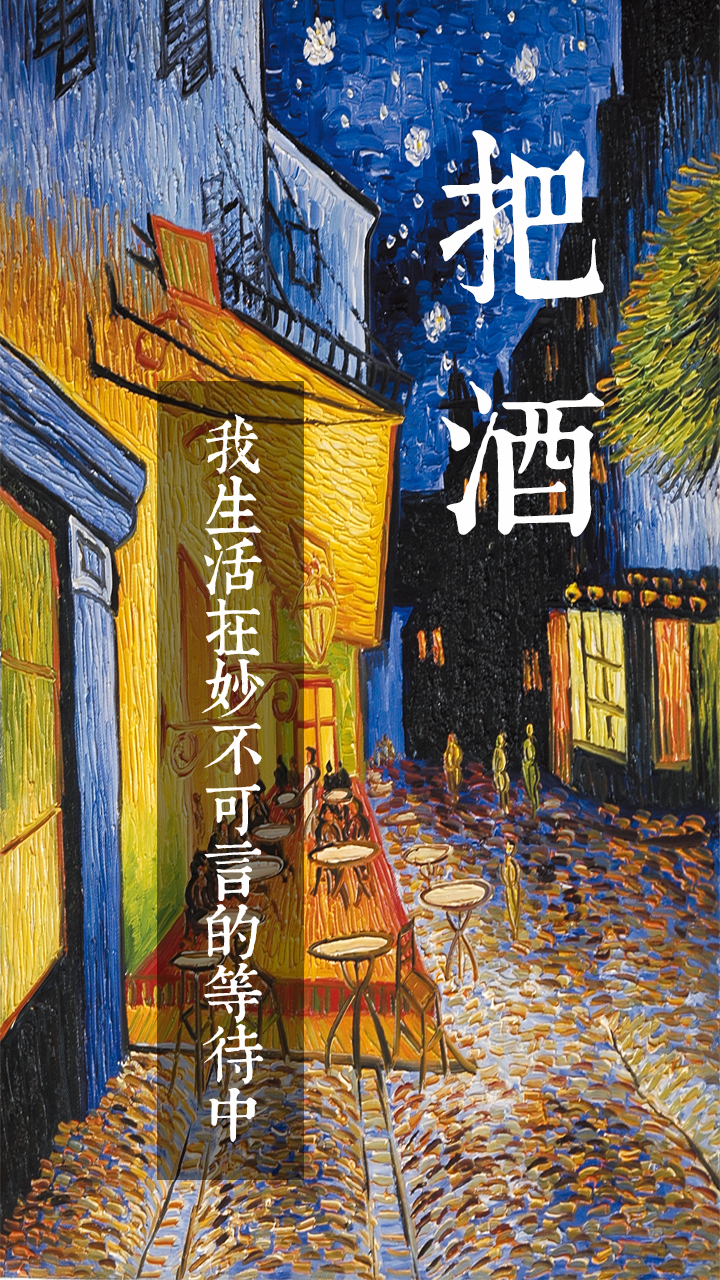 把酒
我生活在妙不可言的等待中